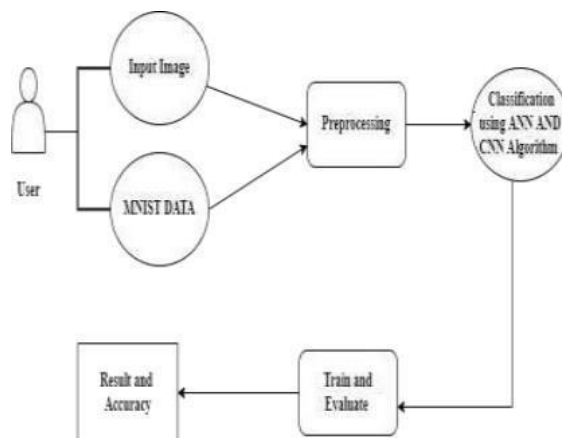 Input Image
User
MNIST DATA
Preprocessing
Classification
using ANN AND
CNN Algorithm
Train and
Evaluate
Result and
Accuracy